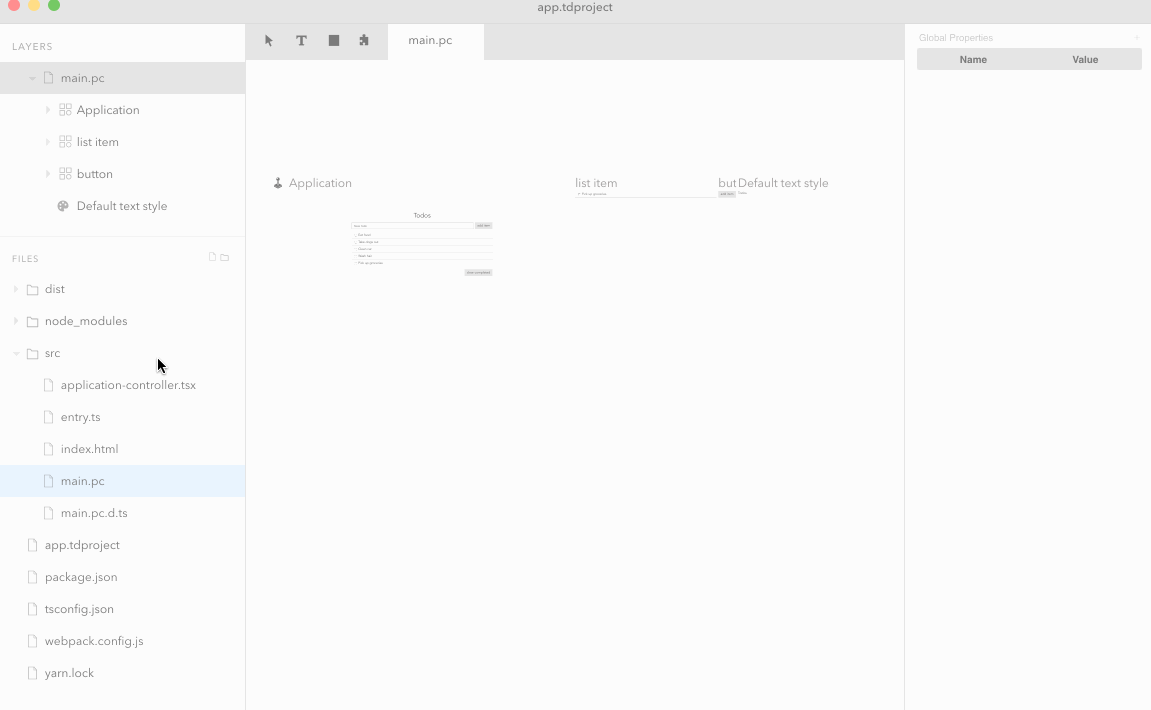 app.tdproject
LAYERS
main.pc
Application
list item
button
Default text style
FILES
dist
node_modules
src
application-controller.tsx
entry.ts
index.html
main.pc
main.pc.d.ts
app.tdproject
package.json
tsconfig.json
webpack.config.js
yarn.lock
T
main.pc
Application
list item
but
Default text style
Todos
add item
Global Properties
Name Value